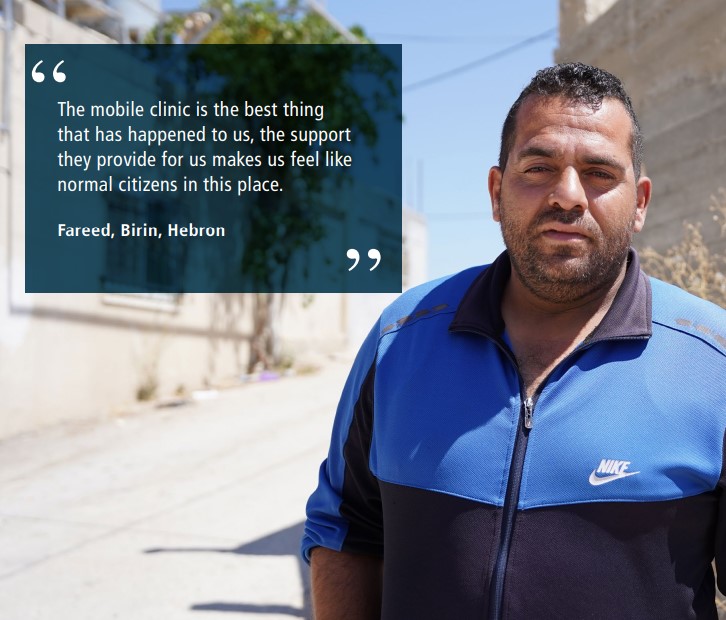 “
The mobile clinic is the best thing
that has happened to us, the support
they provide for us makes us feel like
normal citizens in this place.
Fareed, Birin, Hebron
”
NIKE